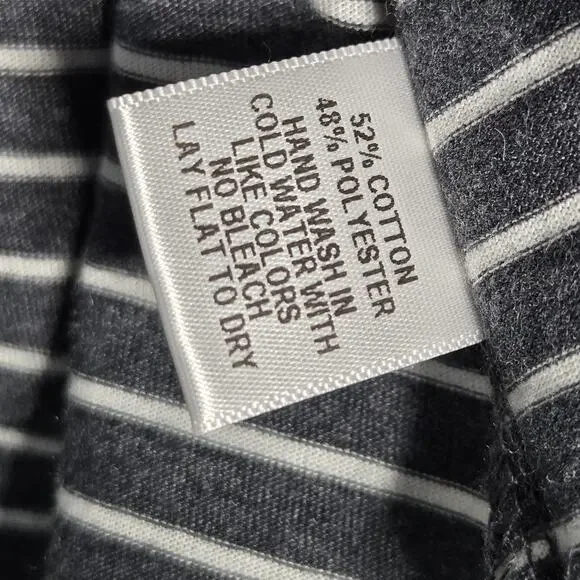 52% COTTON
48% POLYESTER
HAND WASH IN
COLD WATER WITH
LIKE COLORS
NO BLEACH
LAY FLAT TO DRY